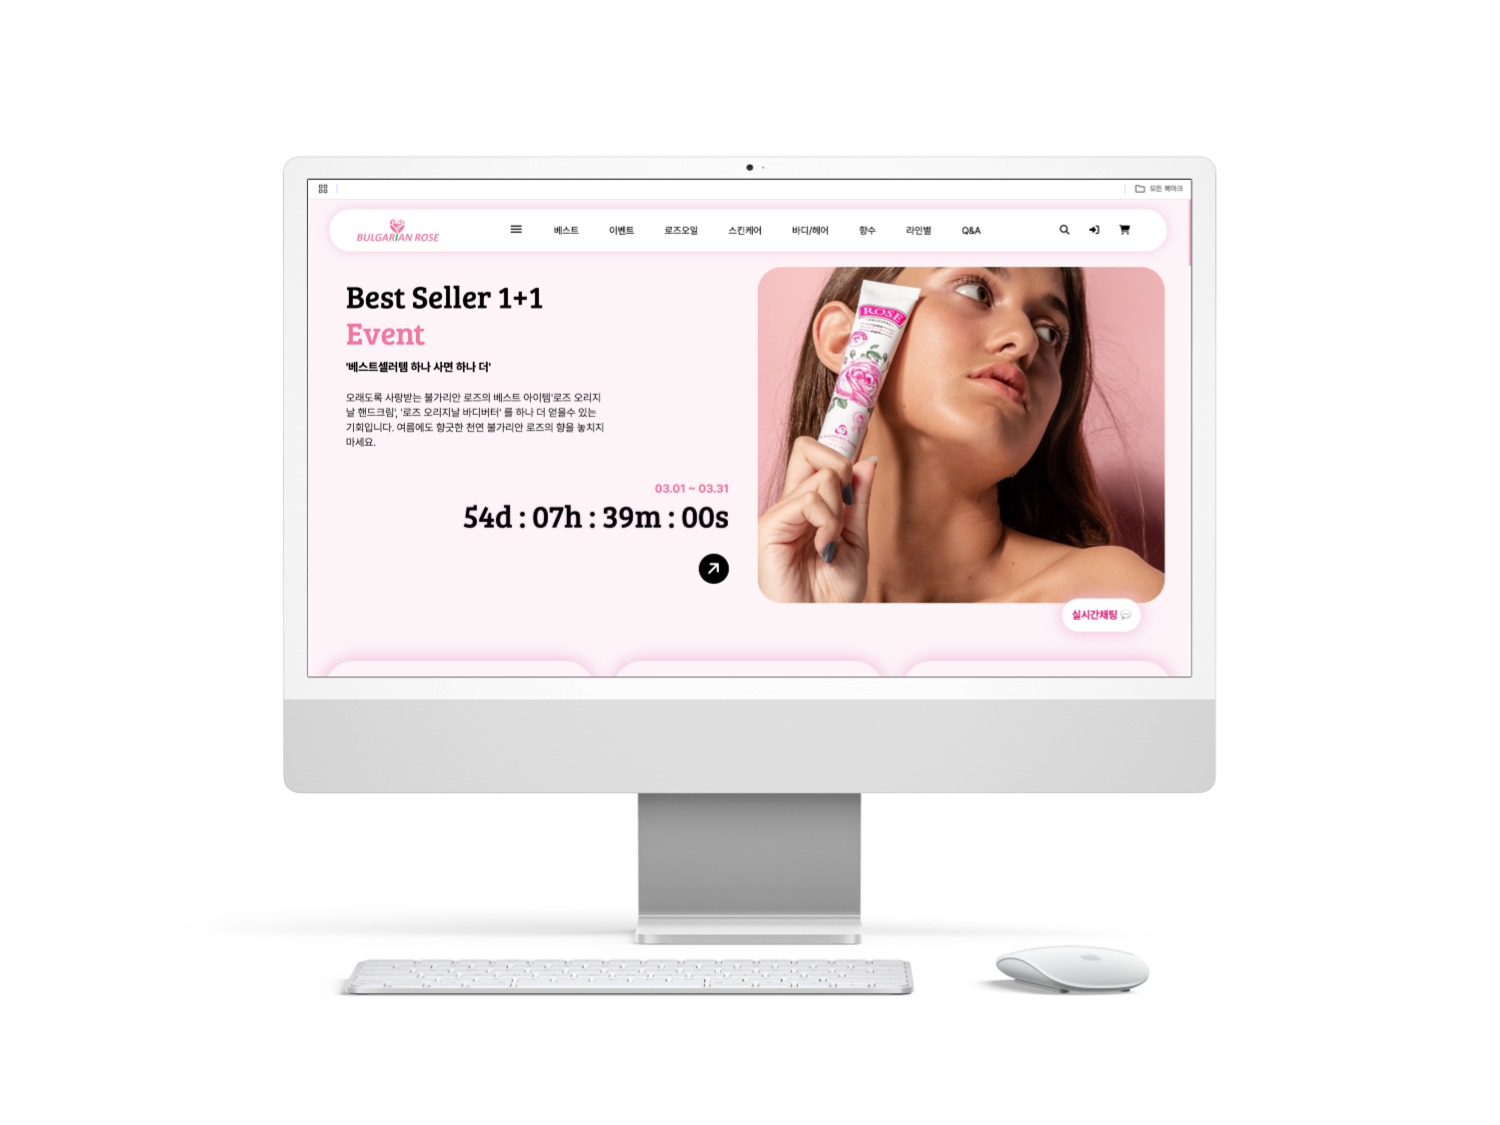 모든 북마크
BULGARIAN ROSE
베스트
이벤트
로즈오일
스킨케어
바디/헤어
향수
라인별
Q&A
Best Seller 1+1
Event
'베스트셀러템 하나 사면 하나 더'
오래도록 사랑받는 불가리안 로즈의 베스트 아이템'로즈 오리지
날 핸드크림', '로즈 오리지날 바디버터' 를 하나 더 얻을수 있는
기회입니다. 여름에도 향긋한 천연 불가리안 로즈의 향을 놓치지
마세요.
03.01 ~ 03.31
54d : 07h : 39m : 00s
ROSE
실시간채팅